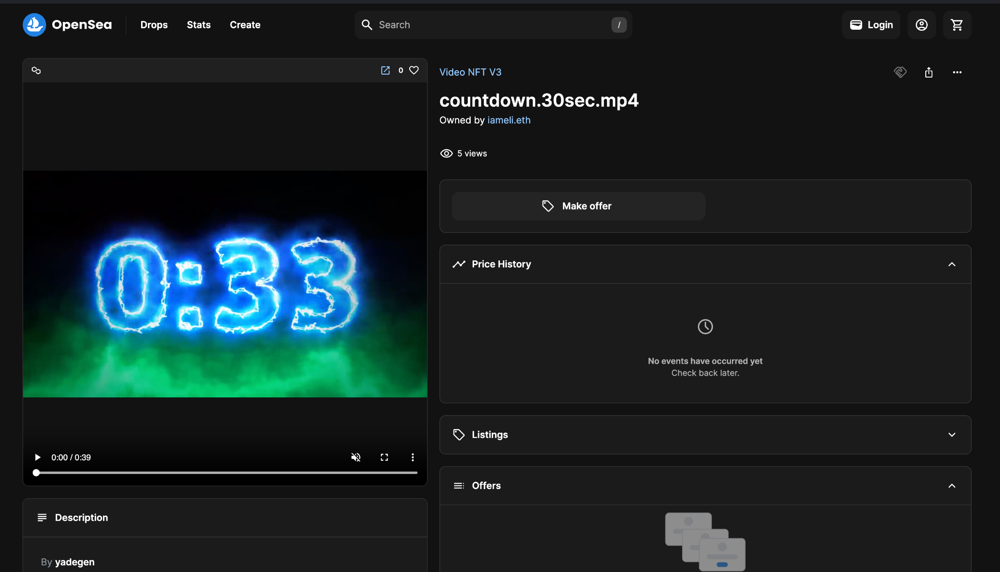 OpenSea
Drops
Stats
Create
Search
/
Login
0
Video NFT V3
countdown.30sec.mp4
Owned by iameli.eth
5 views
Make offer
0:33
Price History
No events have occurred yet
Check back later.
Listings
0:00 / 0:39
Offers
Description
By yadegen